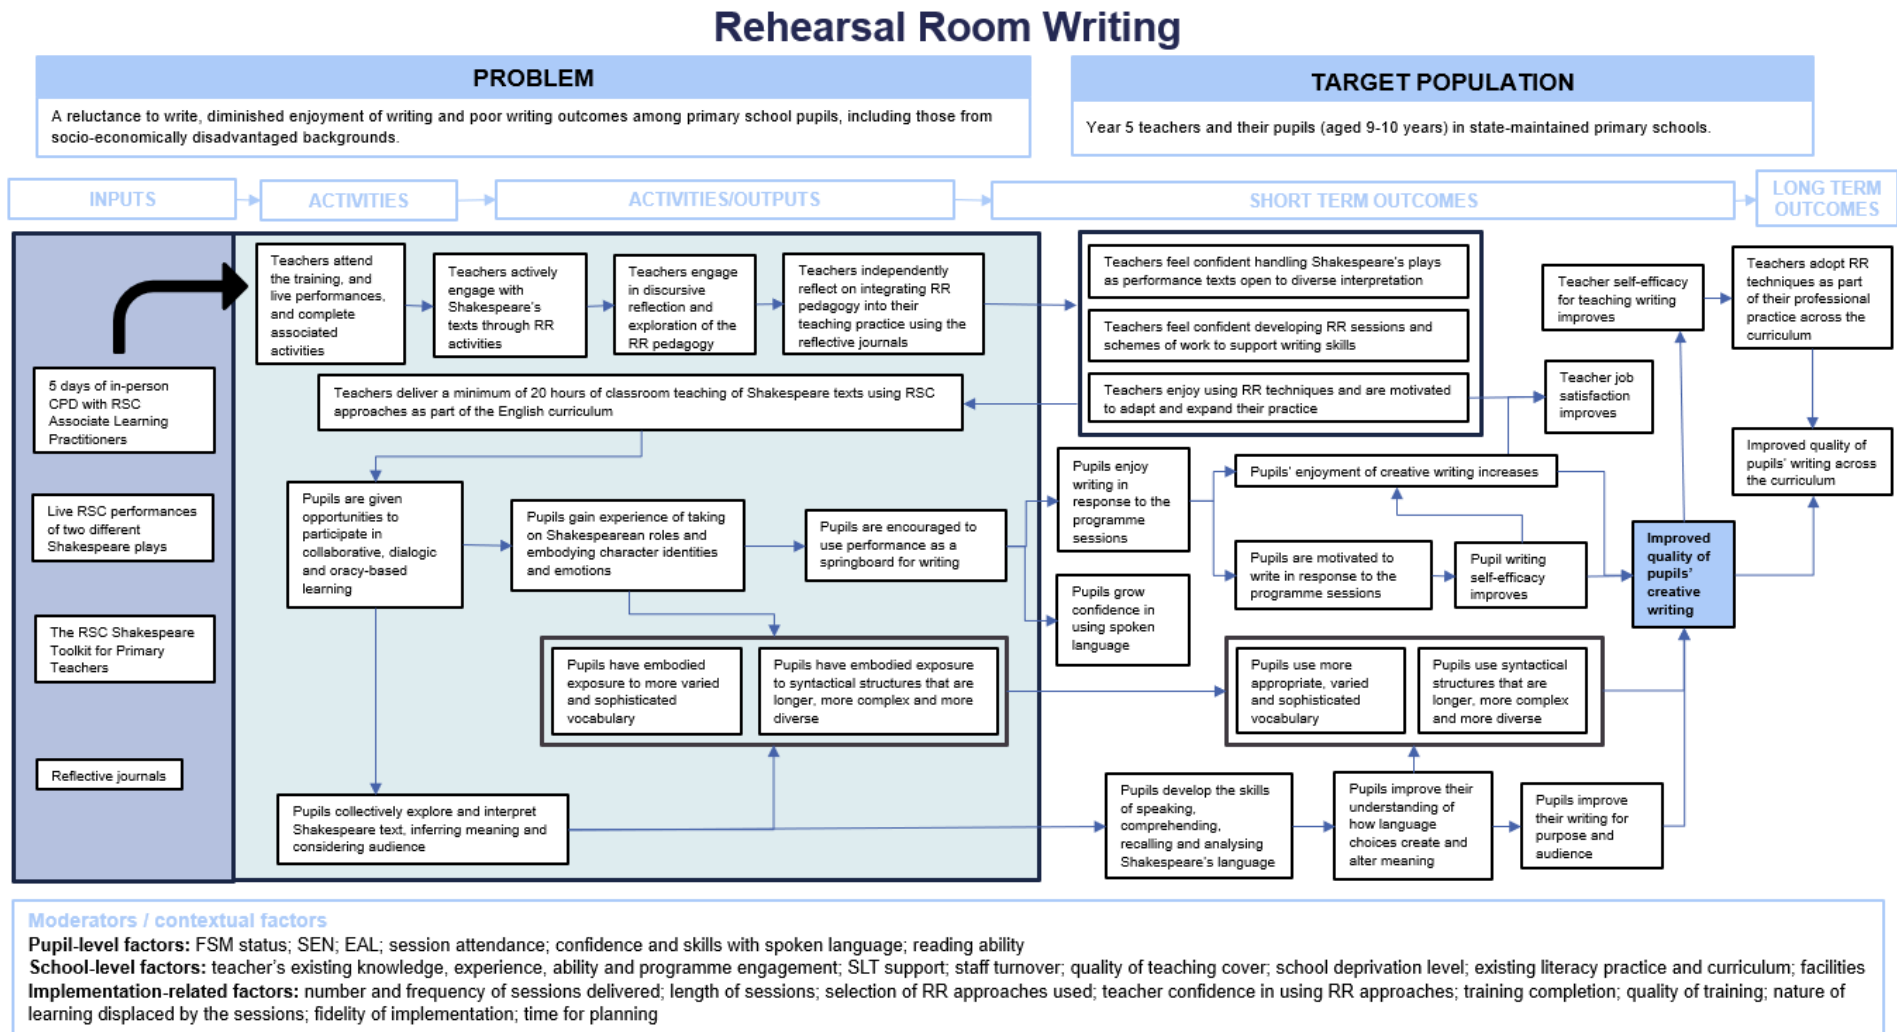 Rehearsal Room Writing
PROBLEM
A reluctance to write, diminished enjoyment of writing and poor writing outcomes among primary school pupils, including those from
socio-economically disadvantaged backgrounds.
TARGET POPULATION
Year 5 teachers and their pupils (aged 9-10 years) in state-maintained primary schools.
INPUTS
ACTIVITIES
ACTIVITIES/OUTPUTS
SHORT TERM OUTCOMES
LONG TERM
OUTCOMES
5 days of in-person
CPD with RSC
Associate Learning
Practitioners
Live RSC performances
of two different
Shakespeare plays
The RSC Shakespeare
Toolkit for Primary
Teachers
Reflective journals
Teachers attend
the training, and
live performances,
and complete
associated
activities
Teachers actively
engage with
Shakespeare's
texts through RR
activities
Teachers engage
in discursive
reflection and
exploration of the
RR pedagogy
Teachers independently
reflect on integrating RR
pedagogy into their
teaching practice using the
reflective journals
Teachers deliver a minimum of 20 hours of classroom teaching of Shakespeare texts using RSC
approaches as part of the English curriculum
Pupils are given
opportunities to
participate in
collaborative, dialogic
and oracy-based
learning
Pupils gain experience of taking
on Shakespearean roles and
embodying character identities
and emotions
Pupils are encouraged to
use performance as a
springboard for writing
Pupils have embodied
exposure to more varied
and sophisticated
vocabulary
Pupils have embodied exposure
to syntactical structures that are
longer, more complex and more
diverse
Pupils collectively explore and interpret
Shakespeare text, inferring meaning and
considering audience
Teachers feel confident handling Shakespeare's plays
as performance texts open to diverse interpretation
Teachers feel confident developing RR sessions and
schemes of work to support writing skills
Teachers enjoy using RR techniques and are motivated
to adapt and expand their practice
Pupils enjoy
writing in
response to the
programme
sessions
Pupils grow
confidence in
using spoken
language
Pupils' enjoyment of creative writing increases
Pupils are motivated to
write in response to the
programme sessions
Pupil writing
self-efficacy
improves
Pupils use more
appropriate, varied
and sophisticated
vocabulary
Pupils use syntactical
structures that are
longer, more complex
and more diverse
Pupils develop the skills
of speaking,
comprehending,
recalling and analysing
Shakespeare's language
Pupils improve their
understanding of
how language
choices create and
alter meaning
Pupils improve
their writing for
purpose and
audience
Teacher self-efficacy
for teaching writing
improves
Teacher job
satisfaction
improves
Improved
quality of
pupils'
creative
writing
Teachers adopt RR
techniques as part
of their professional
practice across the
curriculum
Improved quality of
pupils' writing across
the curriculum
Moderators / contextual factors
Pupil-level factors: FSM status; SEN; EAL; session attendance; confidence and skills with spoken language; reading ability
School-level factors: teacher's existing knowledge, experience, ability and programme engagement; SLT support; staff turnover; quality of teaching cover; school deprivation level; existing literacy practice and curriculum; facilities
Implementation-related factors: number and frequency of sessions delivered; length of sessions; selection of RR approaches used; teacher confidence in using RR approaches; training completion; quality of training; nature of
learning displaced by the sessions; fidelity of implementation; time for planning